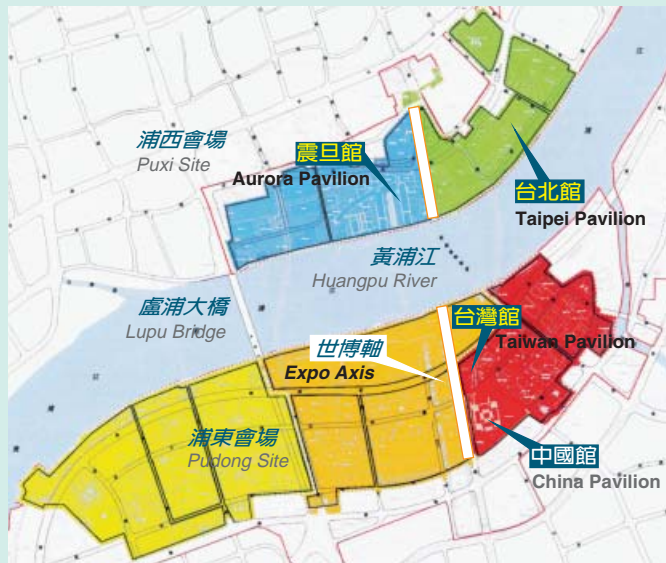 浦西會場
Puxi Site
震旦館
Aurora Pavilion
台北館
Taipei Pavilion
黃浦江
Huangpu River
盧浦大橋
Lupu Bridge
台灣館
Taiwan Pavilion
世博軸
Expo Axis
浦東會場
Pudong Site
中國館
China Pavilion